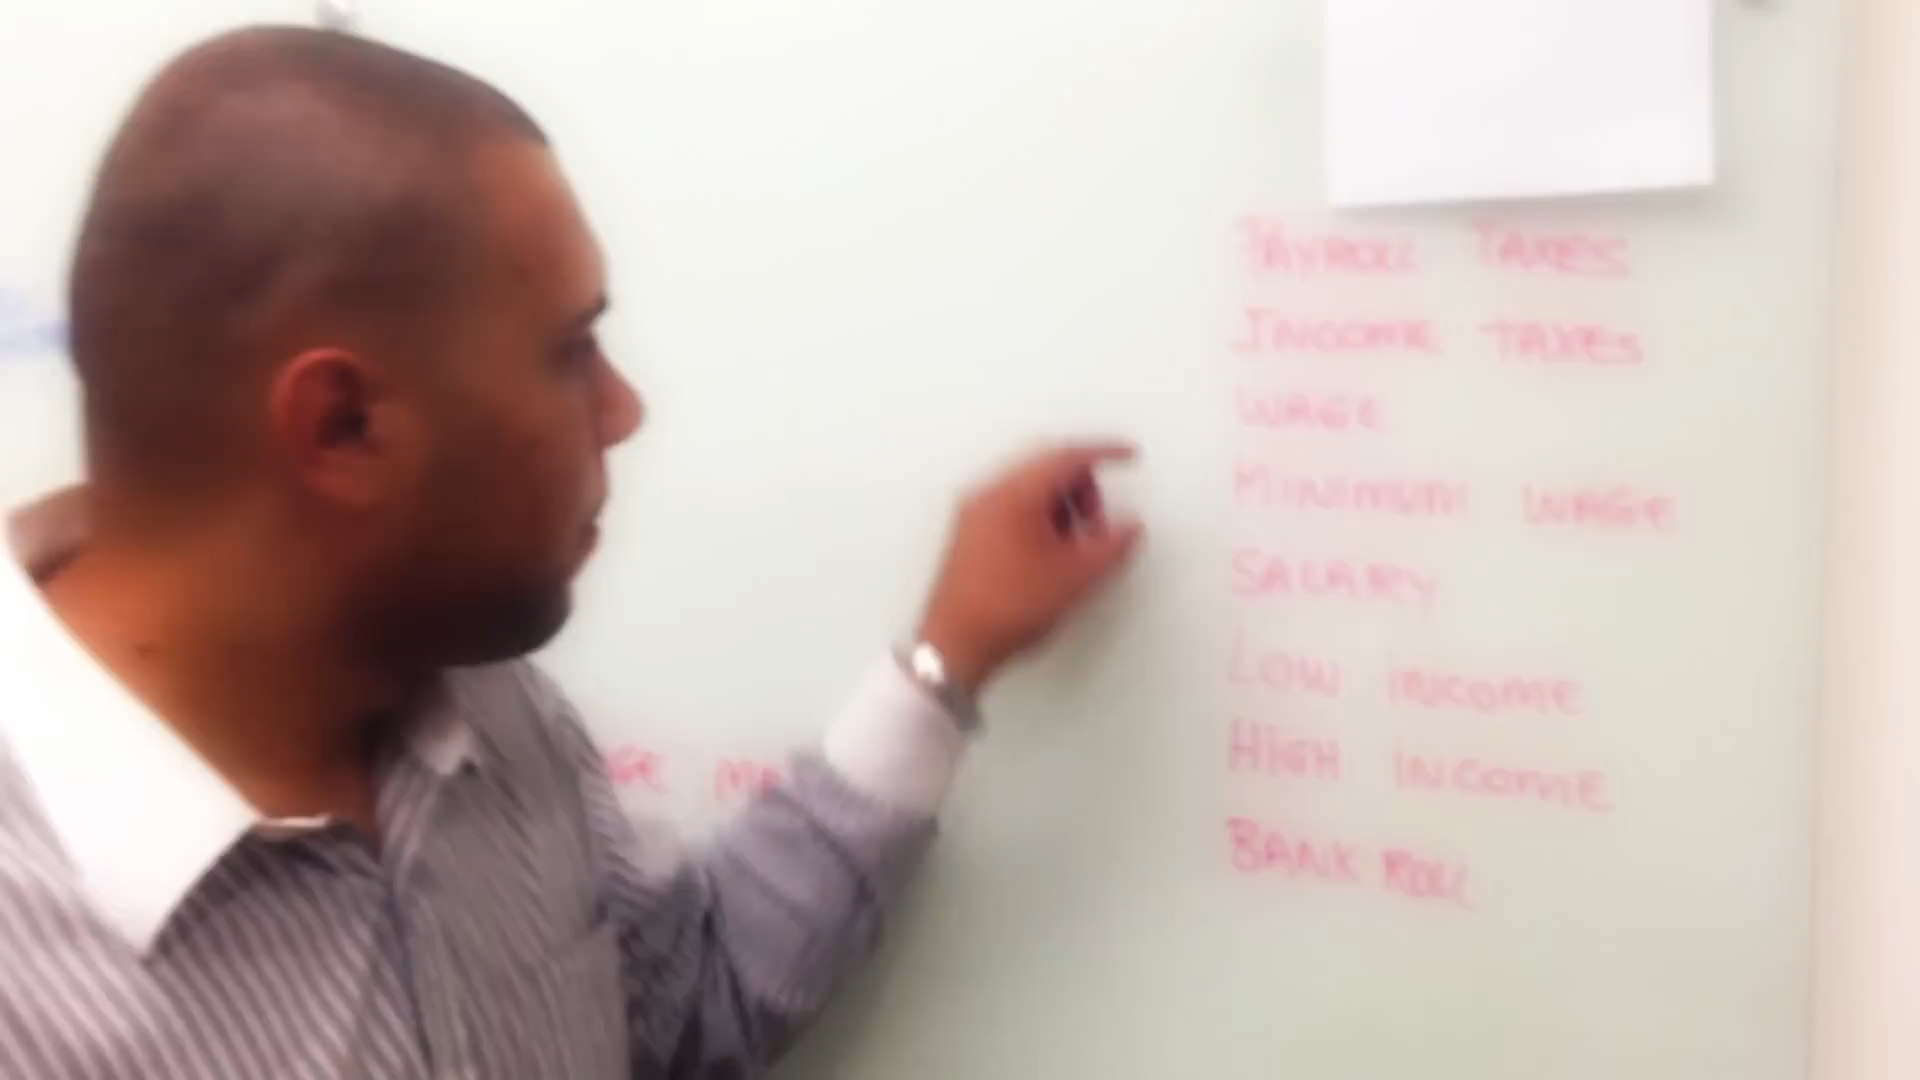 PAYROLL TAXES
INCOME TAXES
WAGE
MINIMUM WAGE
SALARY
LOW INCOME
HIGH INCOME
BANK ROLL